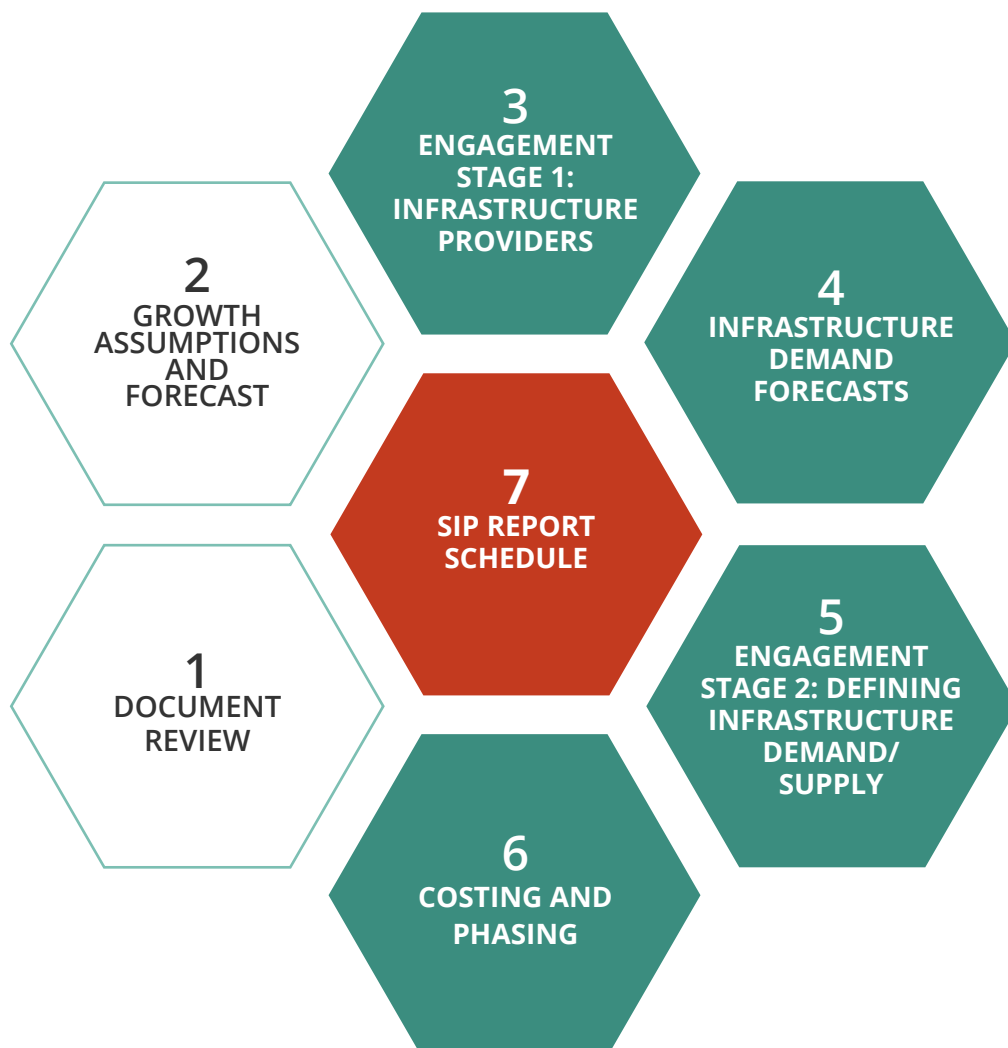 3
ENGAGEMENT
STAGE 1:
INFRASTRUCTURE
PROVIDERS
2
GROWTH
ASSUMPTIONS
AND
FORECAST
4
INFRASTRUCTURE
DEMAND
FORECASTS
7
SIP REPORT
SCHEDULE
1
DOCUMENT
REVIEW
5
ENGAGEMENT
STAGE 2: DEFINING
INFRASTRUCTURE
DEMAND/
SUPPLY
6
COSTING AND
PHASING